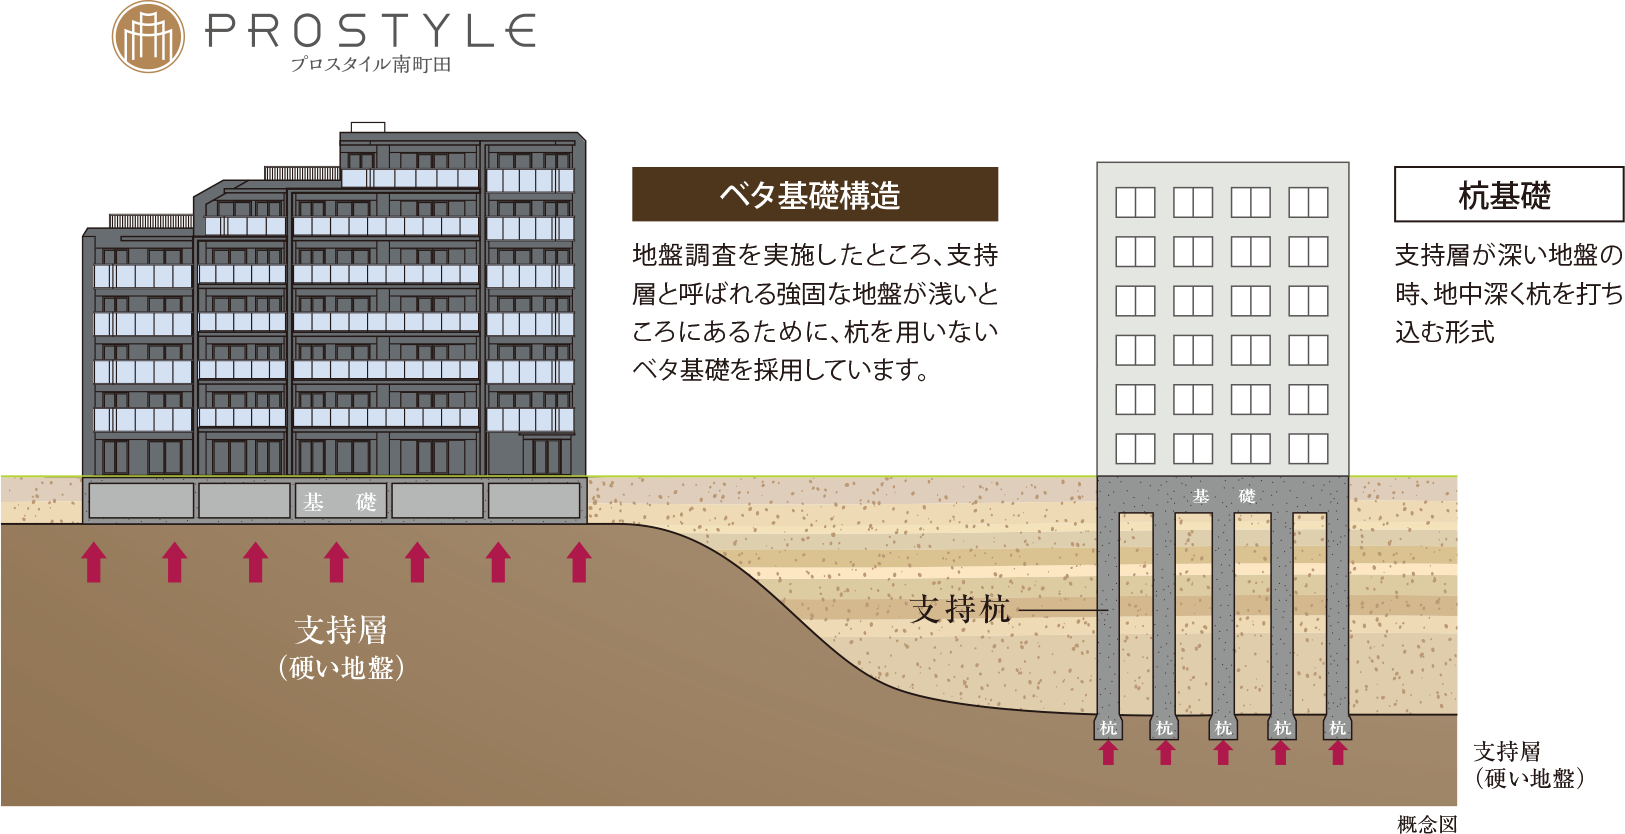 PROSTYLE
プロスタイル南町田
ベタ基礎構造
地盤調査を実施したところ、支持
層と呼ばれる強固な地盤が浅いと
ころにあるために、杭を用いない
ベタ基礎を採用しています。
杭基礎
支持層が深い地盤の
時、地中深く杭を打ち
込む形式
基 礎
基 礎
支持杭
支持層
（硬い地盤）
杭 杭 杭 杭 杭
支持層
（硬い地盤）
概念図